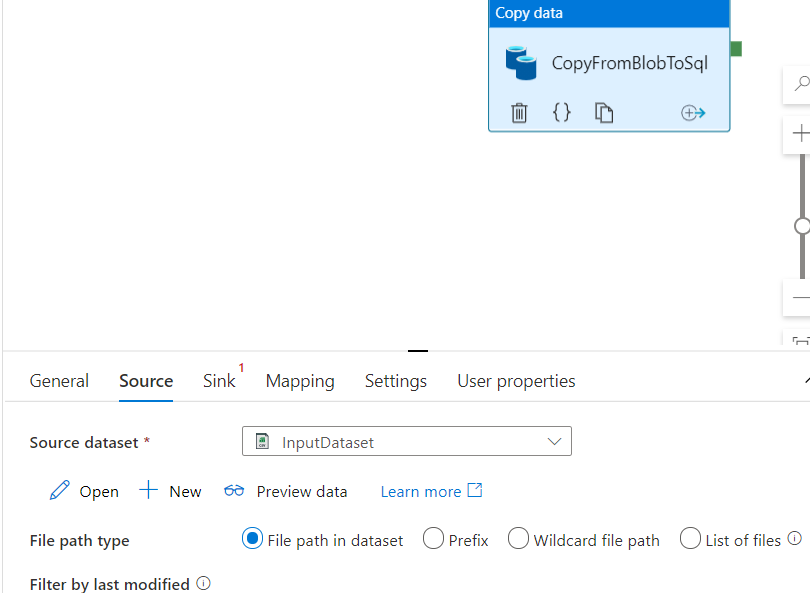 Copy data
CopyFromBlobToSql
General Source Sink 1 Mapping Settings User properties
Source dataset * InputDataset
Open New Preview data Learn more
File path type File path in dataset Prefix Wildcard file path List of files
Filter by last modified